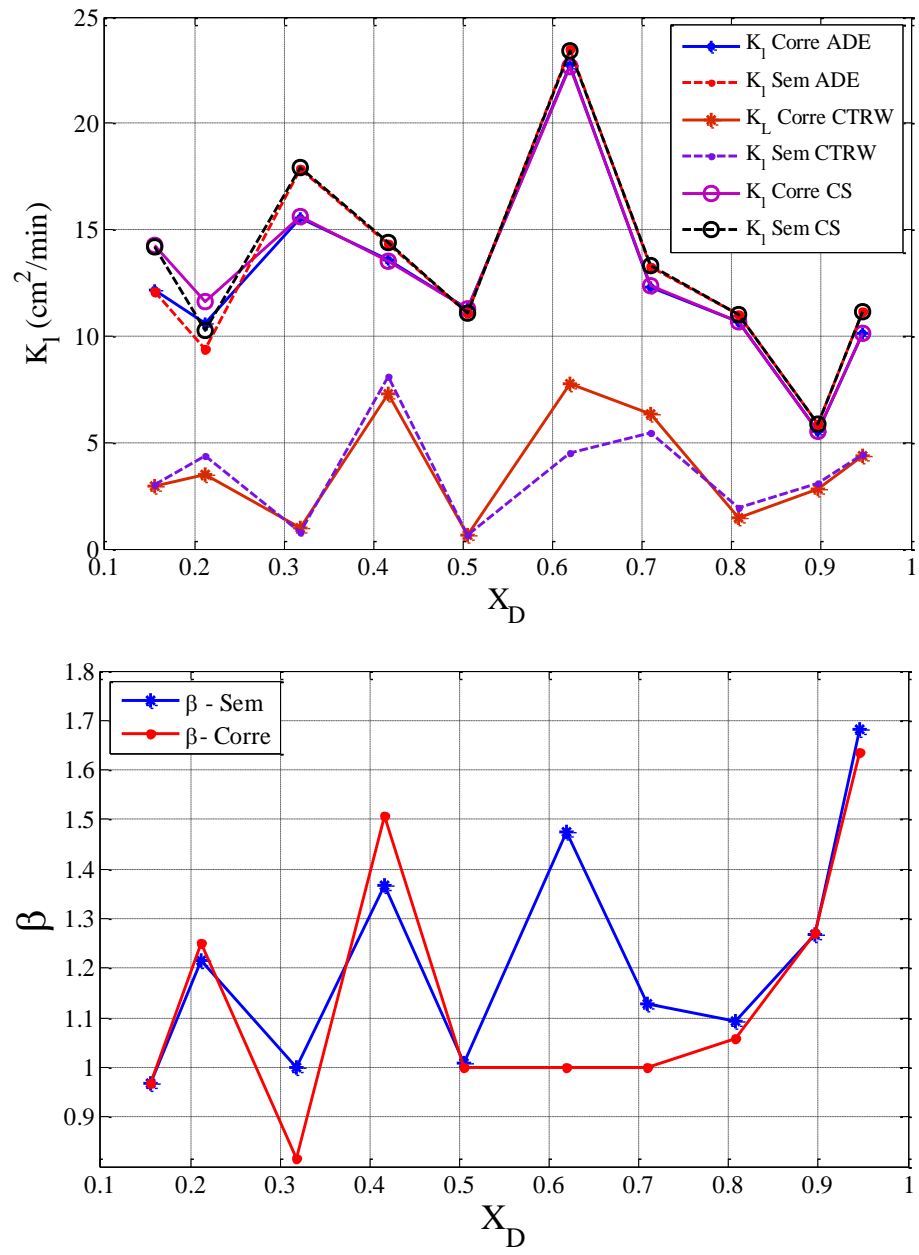 25
20
15
10
5
0
K_l (cm²/min)
K_l Corre ADE
K_l Sem ADE
K_L Corre CTRW
K_l Sem CTRW
K_l Corre CS
K_l Sem CS
0.1 0.2 0.3 0.4 0.5 0.6 0.7 0.8 0.9 1
X_D
1.8
1.7
1.6
1.5
1.4
1.3
1.2
1.1
1
0.9
β
β - Sem
β- Corre
0.1 0.2 0.3 0.4 0.5 0.6 0.7 0.8 0.9 1
X_D